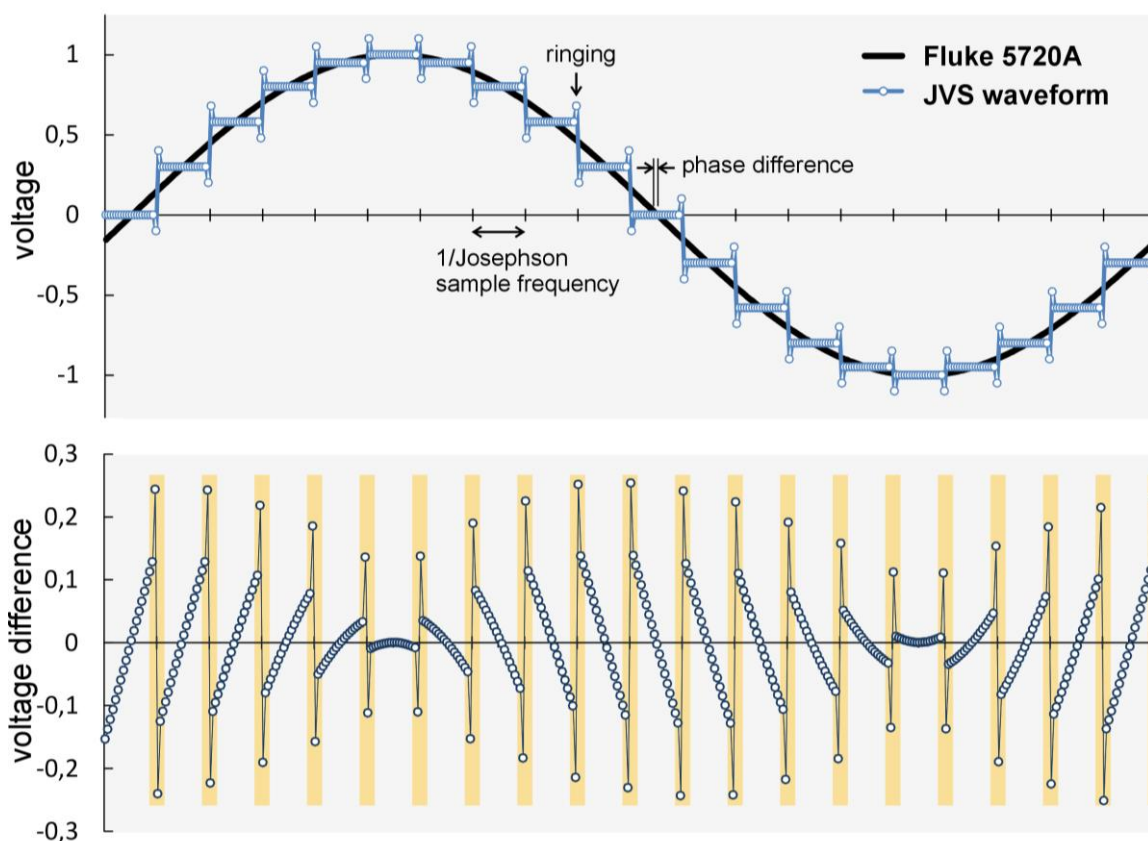 1
ringing
Fluke 5720A
JVS waveform
0,5
phase difference
voltage
0
1/Josephson
sample frequency
-0,5
-1
0,3
0,2
0,1
voltage difference
0
-0,1
-0,2
-0,3